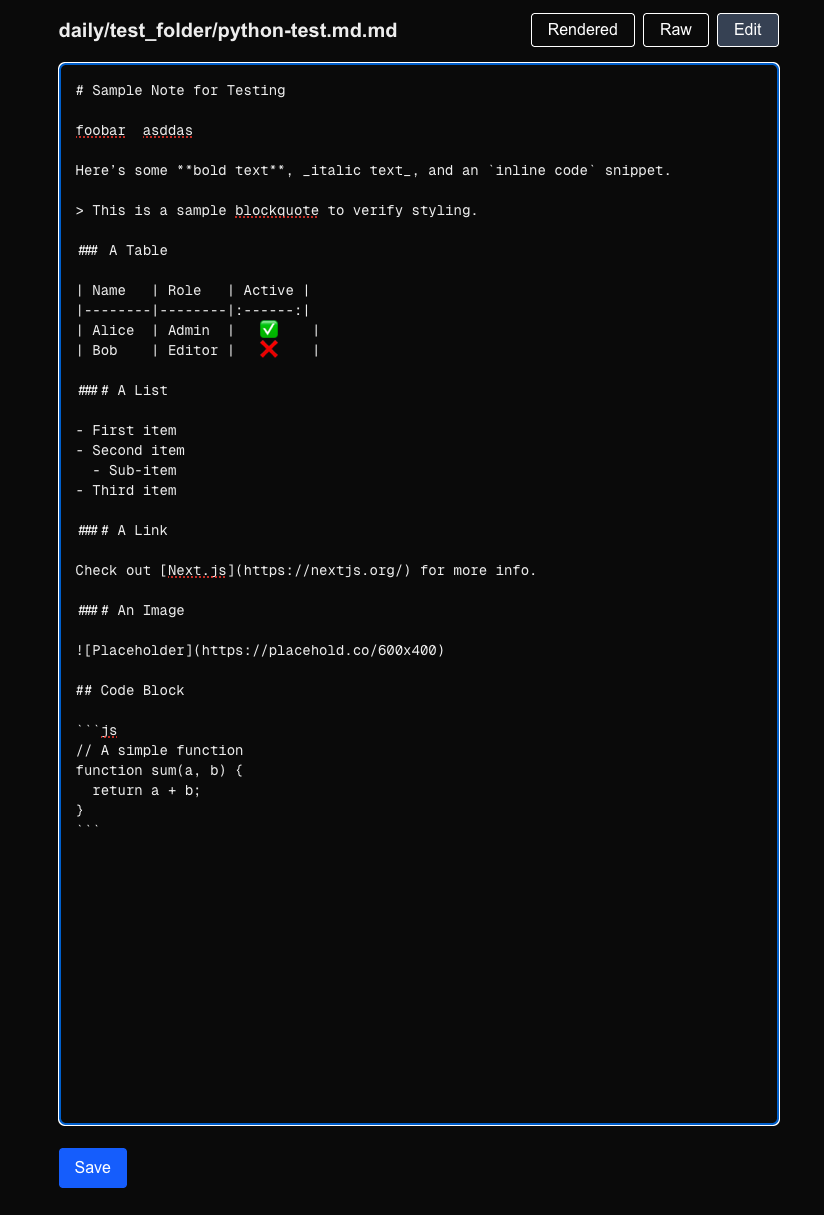 daily/test_folder/python-test.md.md
Rendered
Raw
Edit
# Sample Note for Testing
foobar  asddas
Here’s some **bold text**, _italic text_, and an `inline code` snippet.
> This is a sample blockquote to verify styling.
### A Table
| Name   | Role   | Active |
|--------|--------|:------:|
| Alice  | Admin  |   ✅    |
| Bob    | Editor |   ❌    |
#### A List
- First item
- Second item
  - Sub-item
- Third item
#### A Link
Check out [Next.js](https://nextjs.org/) for more info.
#### An Image
![Placeholder](https://placehold.co/600x400)
## Code Block
```js
// A simple function
function sum(a, b) {
  return a + b;
}
```
Save